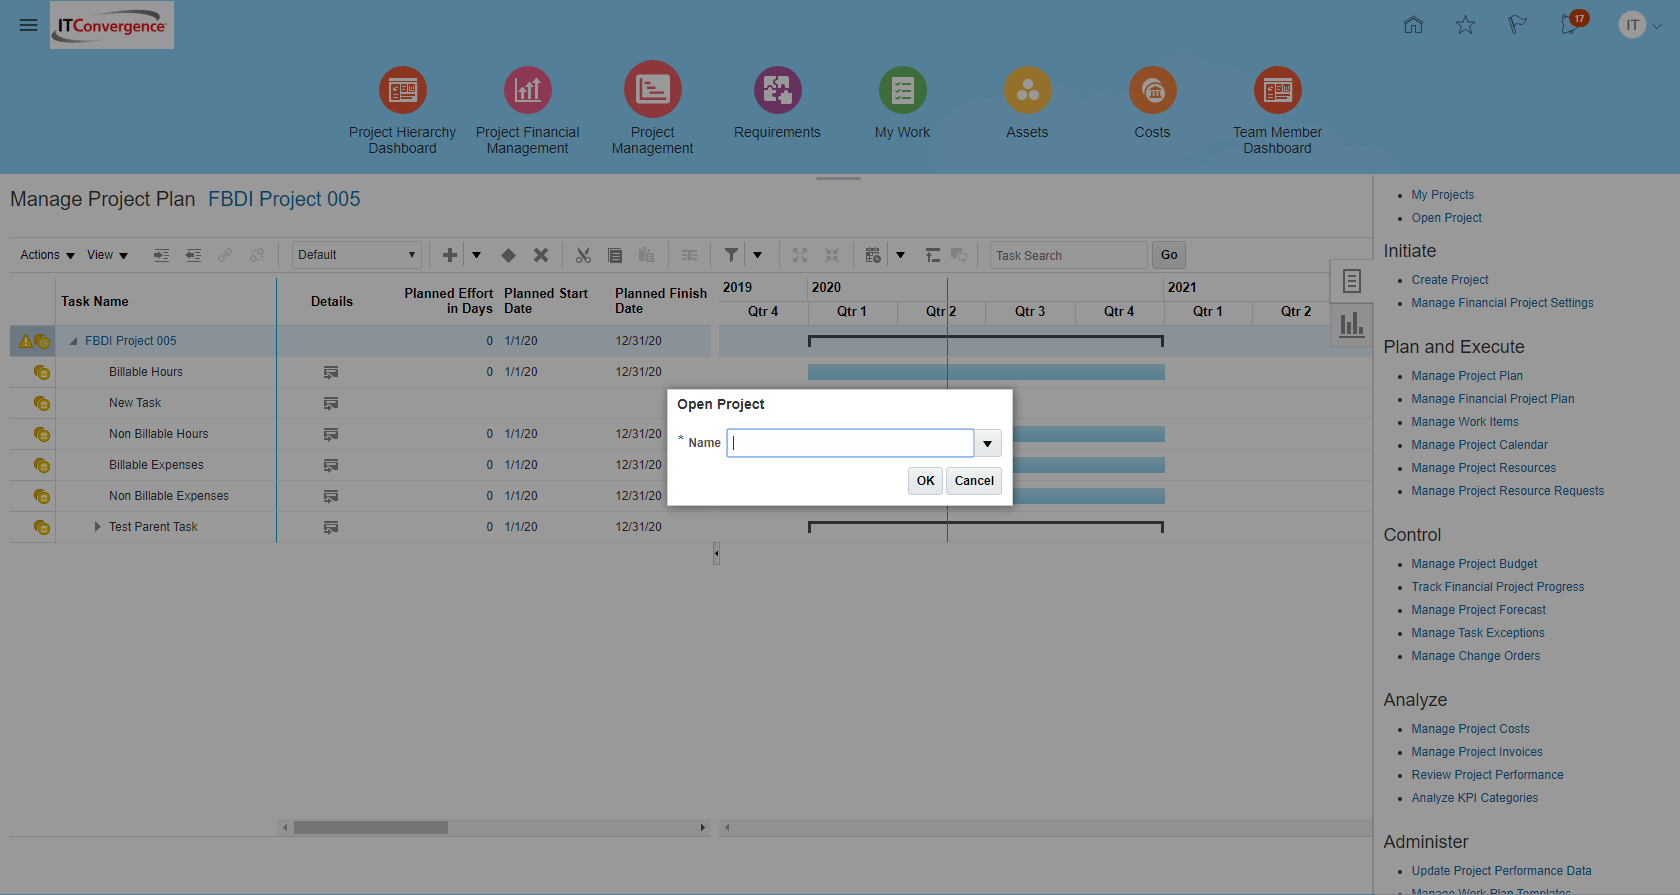 ITConvergence
17
IT
Project Hierarchy
Dashboard
Project Financial
Management
Project
Management
Requirements
My Work
Assets
Costs
Team Member
Dashboard
Manage Project Plan FBDI Project 005
Actions View Default Task Search Go
Task Name Details
Planned Effort
in Days
Planned Start
Date
Planned Finish
Date
2019 2020 2021
Qtr 4 Qtr 1 Qtr 2 Qtr 3 Qtr 4 Qtr 1 Qtr 2
FBDI Project 005 0 1/1/20 12/31/20
Billable Hours 0 1/1/20 12/31/20
New Task
Non Billable Hours 0 1/1/20 12/31/20
Billable Expenses 0 1/1/20 12/31/20
Non Billable Expenses 0 1/1/20 12/31/20
Test Parent Task 0 1/1/20 12/31/20
Open Project
* Name
OK Cancel
My Projects
Open Project
Initiate
Create Project
Manage Financial Project Settings
Plan and Execute
Manage Project Plan
Manage Financial Project Plan
Manage Work Items
Manage Project Calendar
Manage Project Resources
Manage Project Resource Requests
Control
Manage Project Budget
Track Financial Project Progress
Manage Project Forecast
Manage Task Exceptions
Manage Change Orders
Analyze
Manage Project Costs
Manage Project Invoices
Review Project Performance
Analyze KPI Categories
Administer
Update Project Performance Data
Manage Work Plan Templates